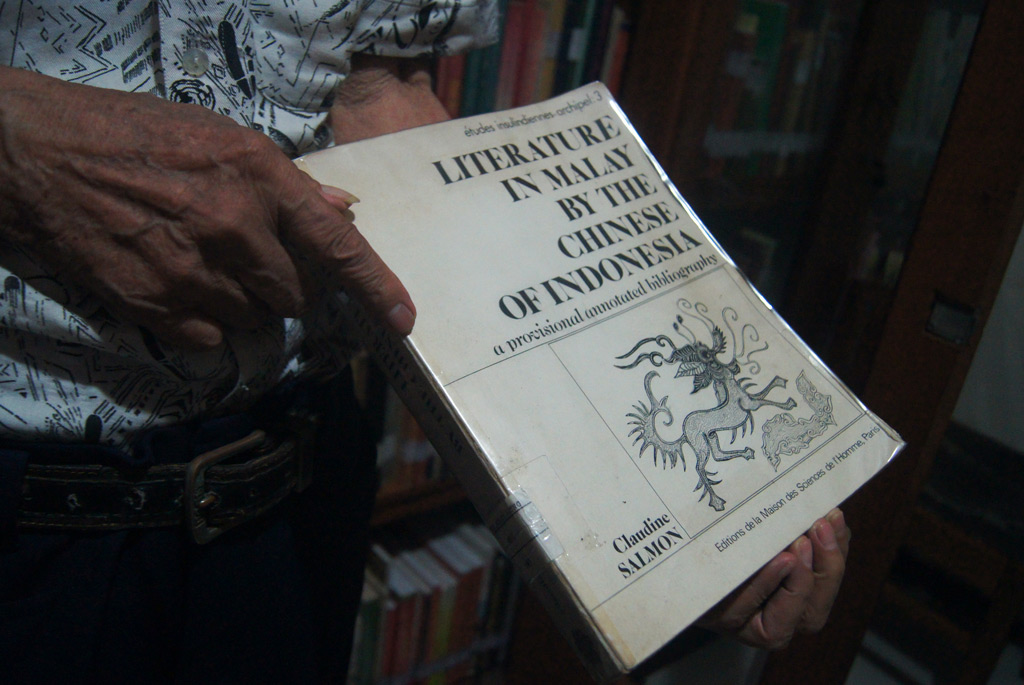 études insulindiennes-archipel: 3
LITERATURE
IN MALAY
BY THE
CHINESE
OF INDONESIA
a provisional annotated bibliography
Claudine
SALMON
Editions de la Maison des Sciences de l'Homme, Paris